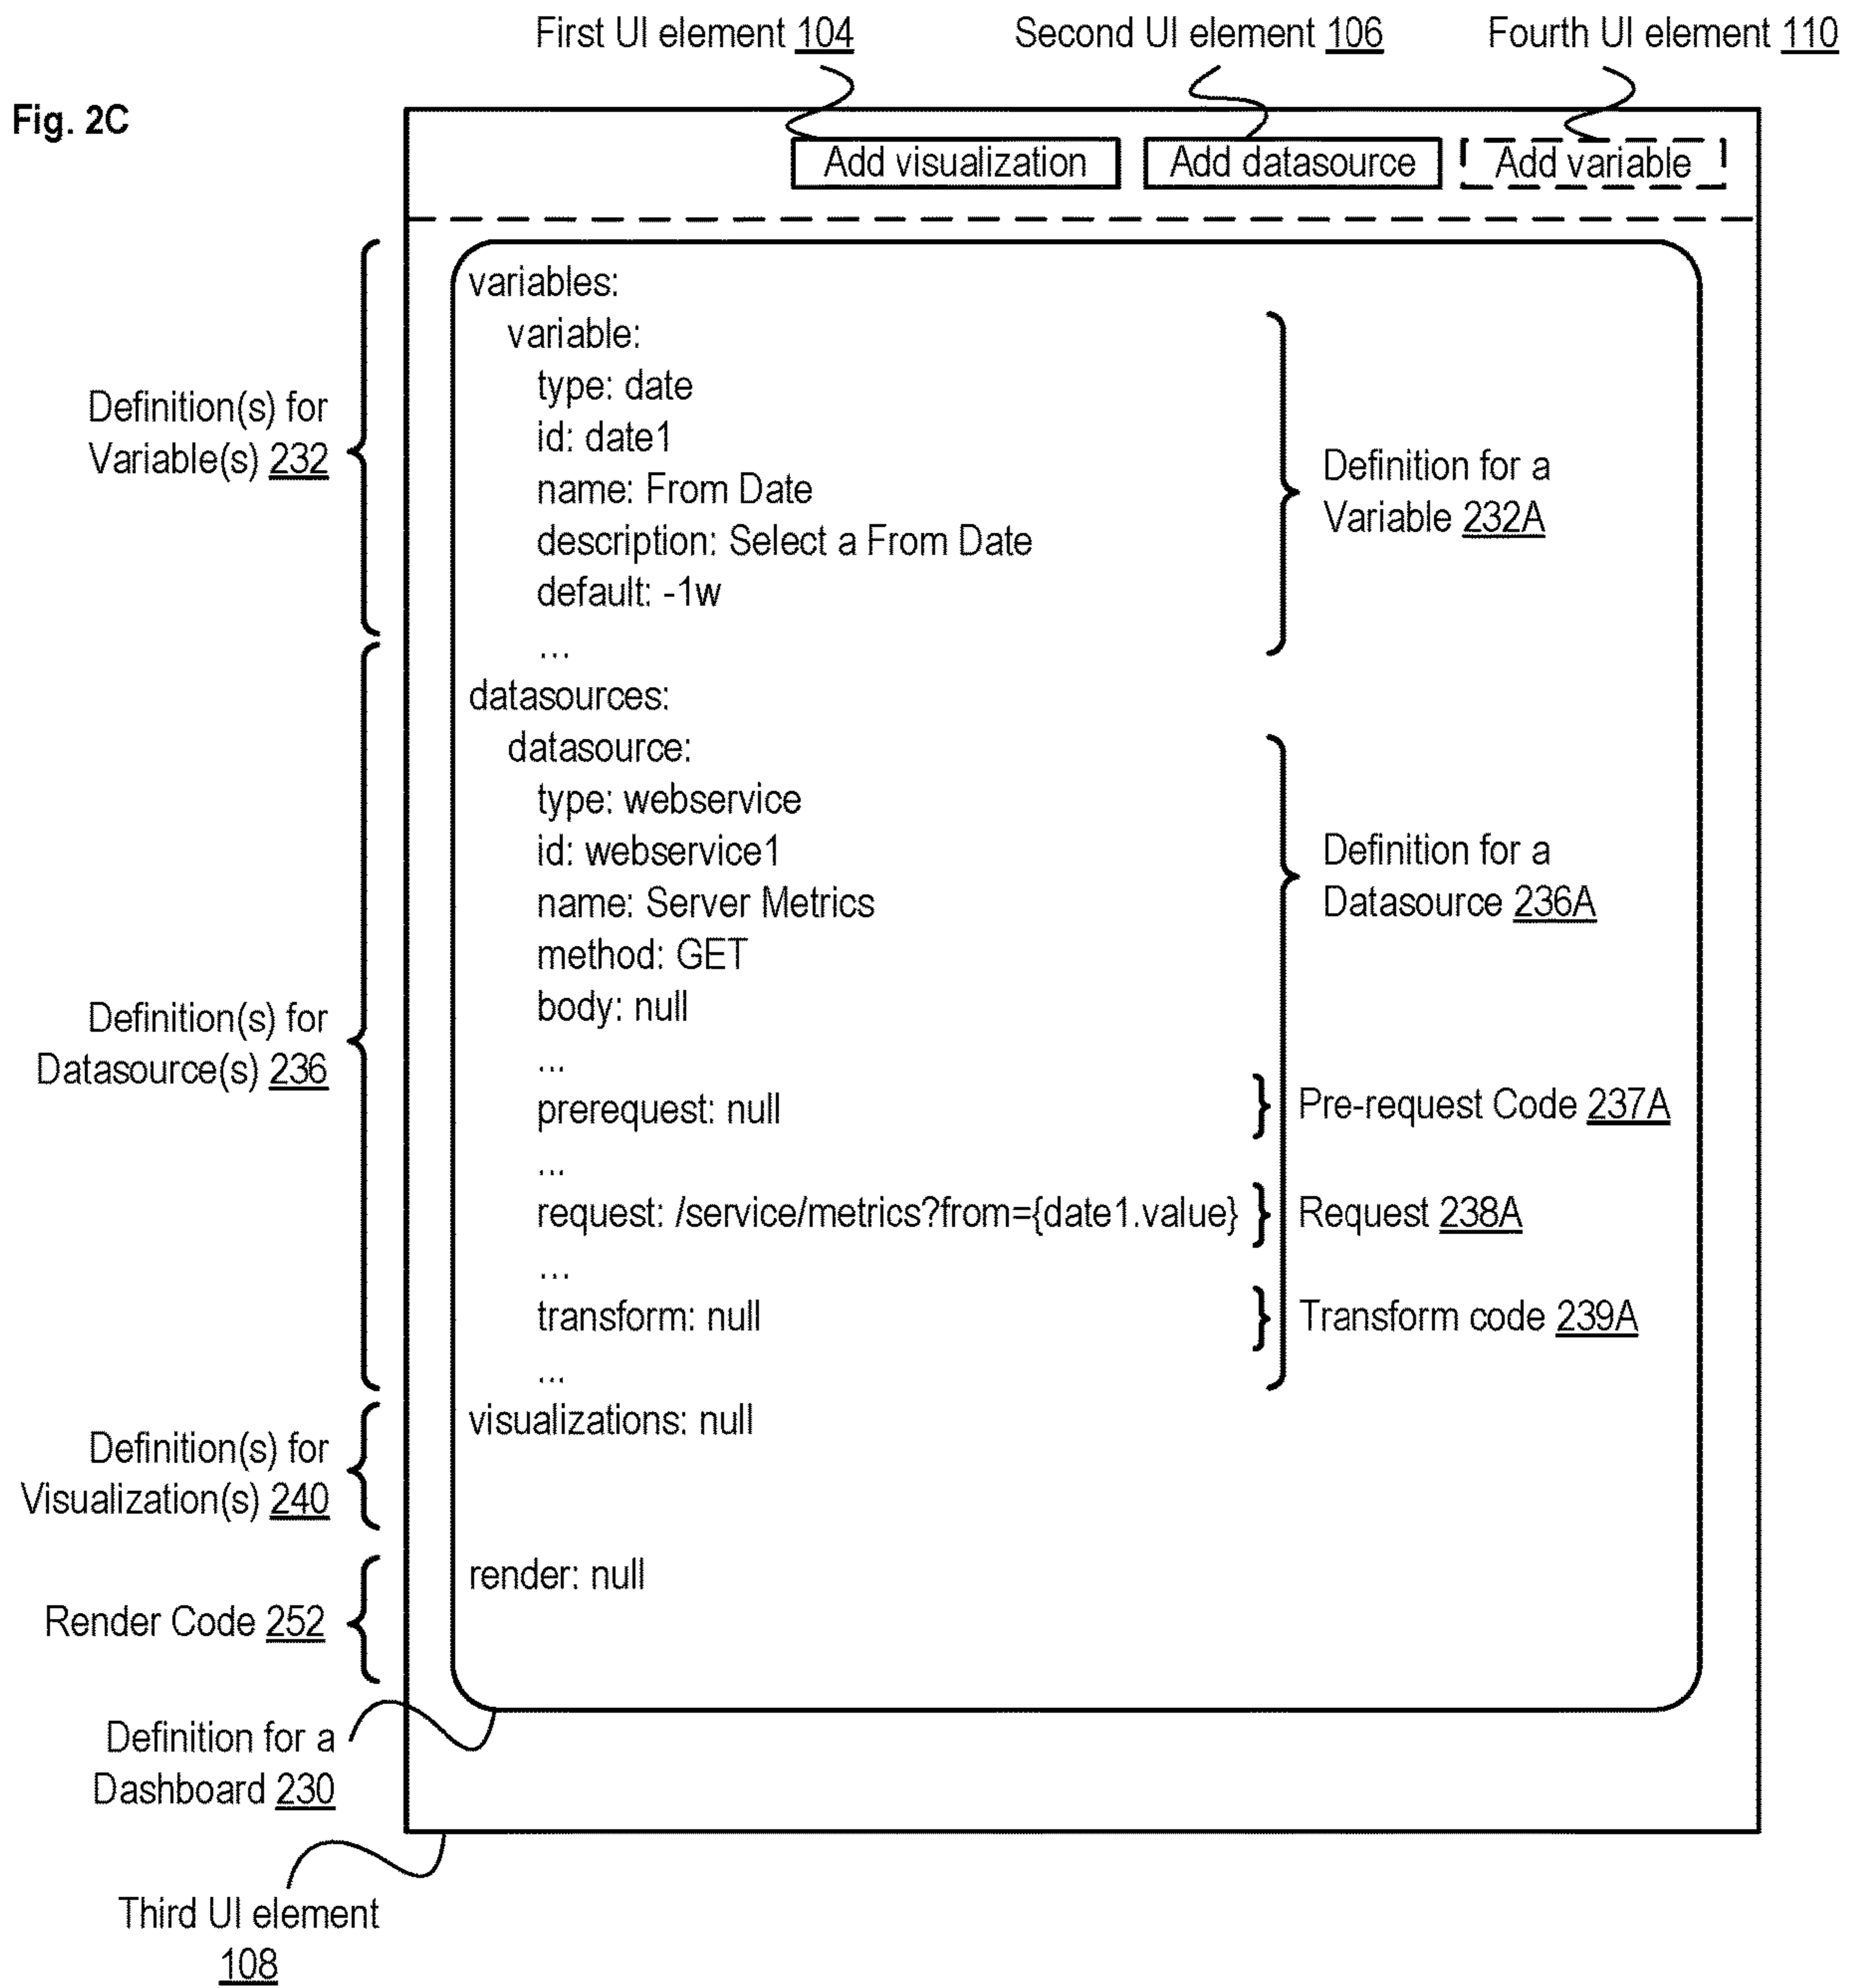 First UI element 104
Second UI element 106
Fourth UI element 110
Fig. 2C
Add visualization
Add datasource
Add variable
variables:
variable:
type: date
id: date1
name: From Date
description: Select a From Date
default: -1w
...
Definition(s) for
Variable(s) 232
Definition for a
Variable 232A
datasources:
datasource:
type: webservice
id: webservice1
name: Server Metrics
method: GET
body: null
...
prerequest: null
...
request: /service/metrics?from={date1.value}
...
transform: null
...
Definition(s) for
Datasource(s) 236
Definition for a
Datasource 236A
Pre-request Code 237A
Request 238A
Transform code 239A
visualizations: null
Definition(s) for
Visualization(s) 240
render: null
Render Code 252
Definition for a
Dashboard 230
Third UI element
108